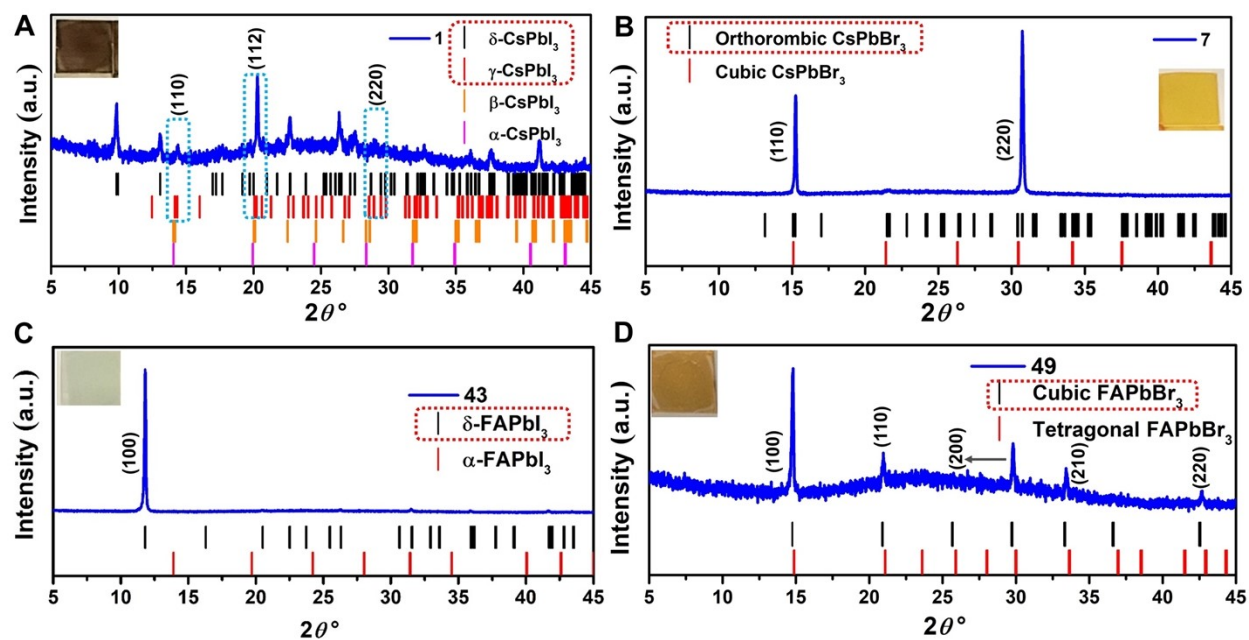 A
Intensity (a.u.)
(110)
(112)
(220)
1
δ-CsPbI₃
γ-CsPbI₃
β-CsPbI₃
α-CsPbI₃
5 10 15 20 25 30 35 40 45
2θ°
B
Intensity (a.u.)
Orthorombic CsPbBr₃
Cubic CsPbBr₃
7
(110)
(220)
5 10 15 20 25 30 35 40 45
2θ°
C
Intensity (a.u.)
(100)
43
δ-FAPbI₃
α-FAPbI₃
5 10 15 20 25 30 35 40 45
2θ°
D
Intensity (a.u.)
49
Cubic FAPbBr₃
Tetragonal FAPbBr₃
(100)
(110)
(200)
(210)
(220)
5 10 15 20 25 30 35 40 45
2θ°